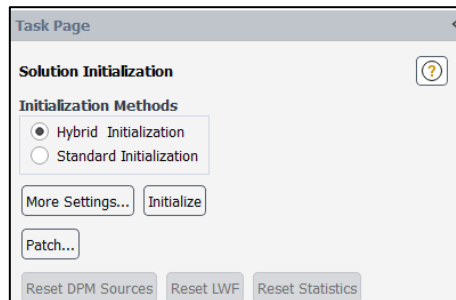 Task Page
Solution Initialization
?
Initialization Methods
Hybrid Initialization
Standard Initialization
More Settings... Initialize
Patch...
Reset DPM Sources Reset LWF Reset Statistics